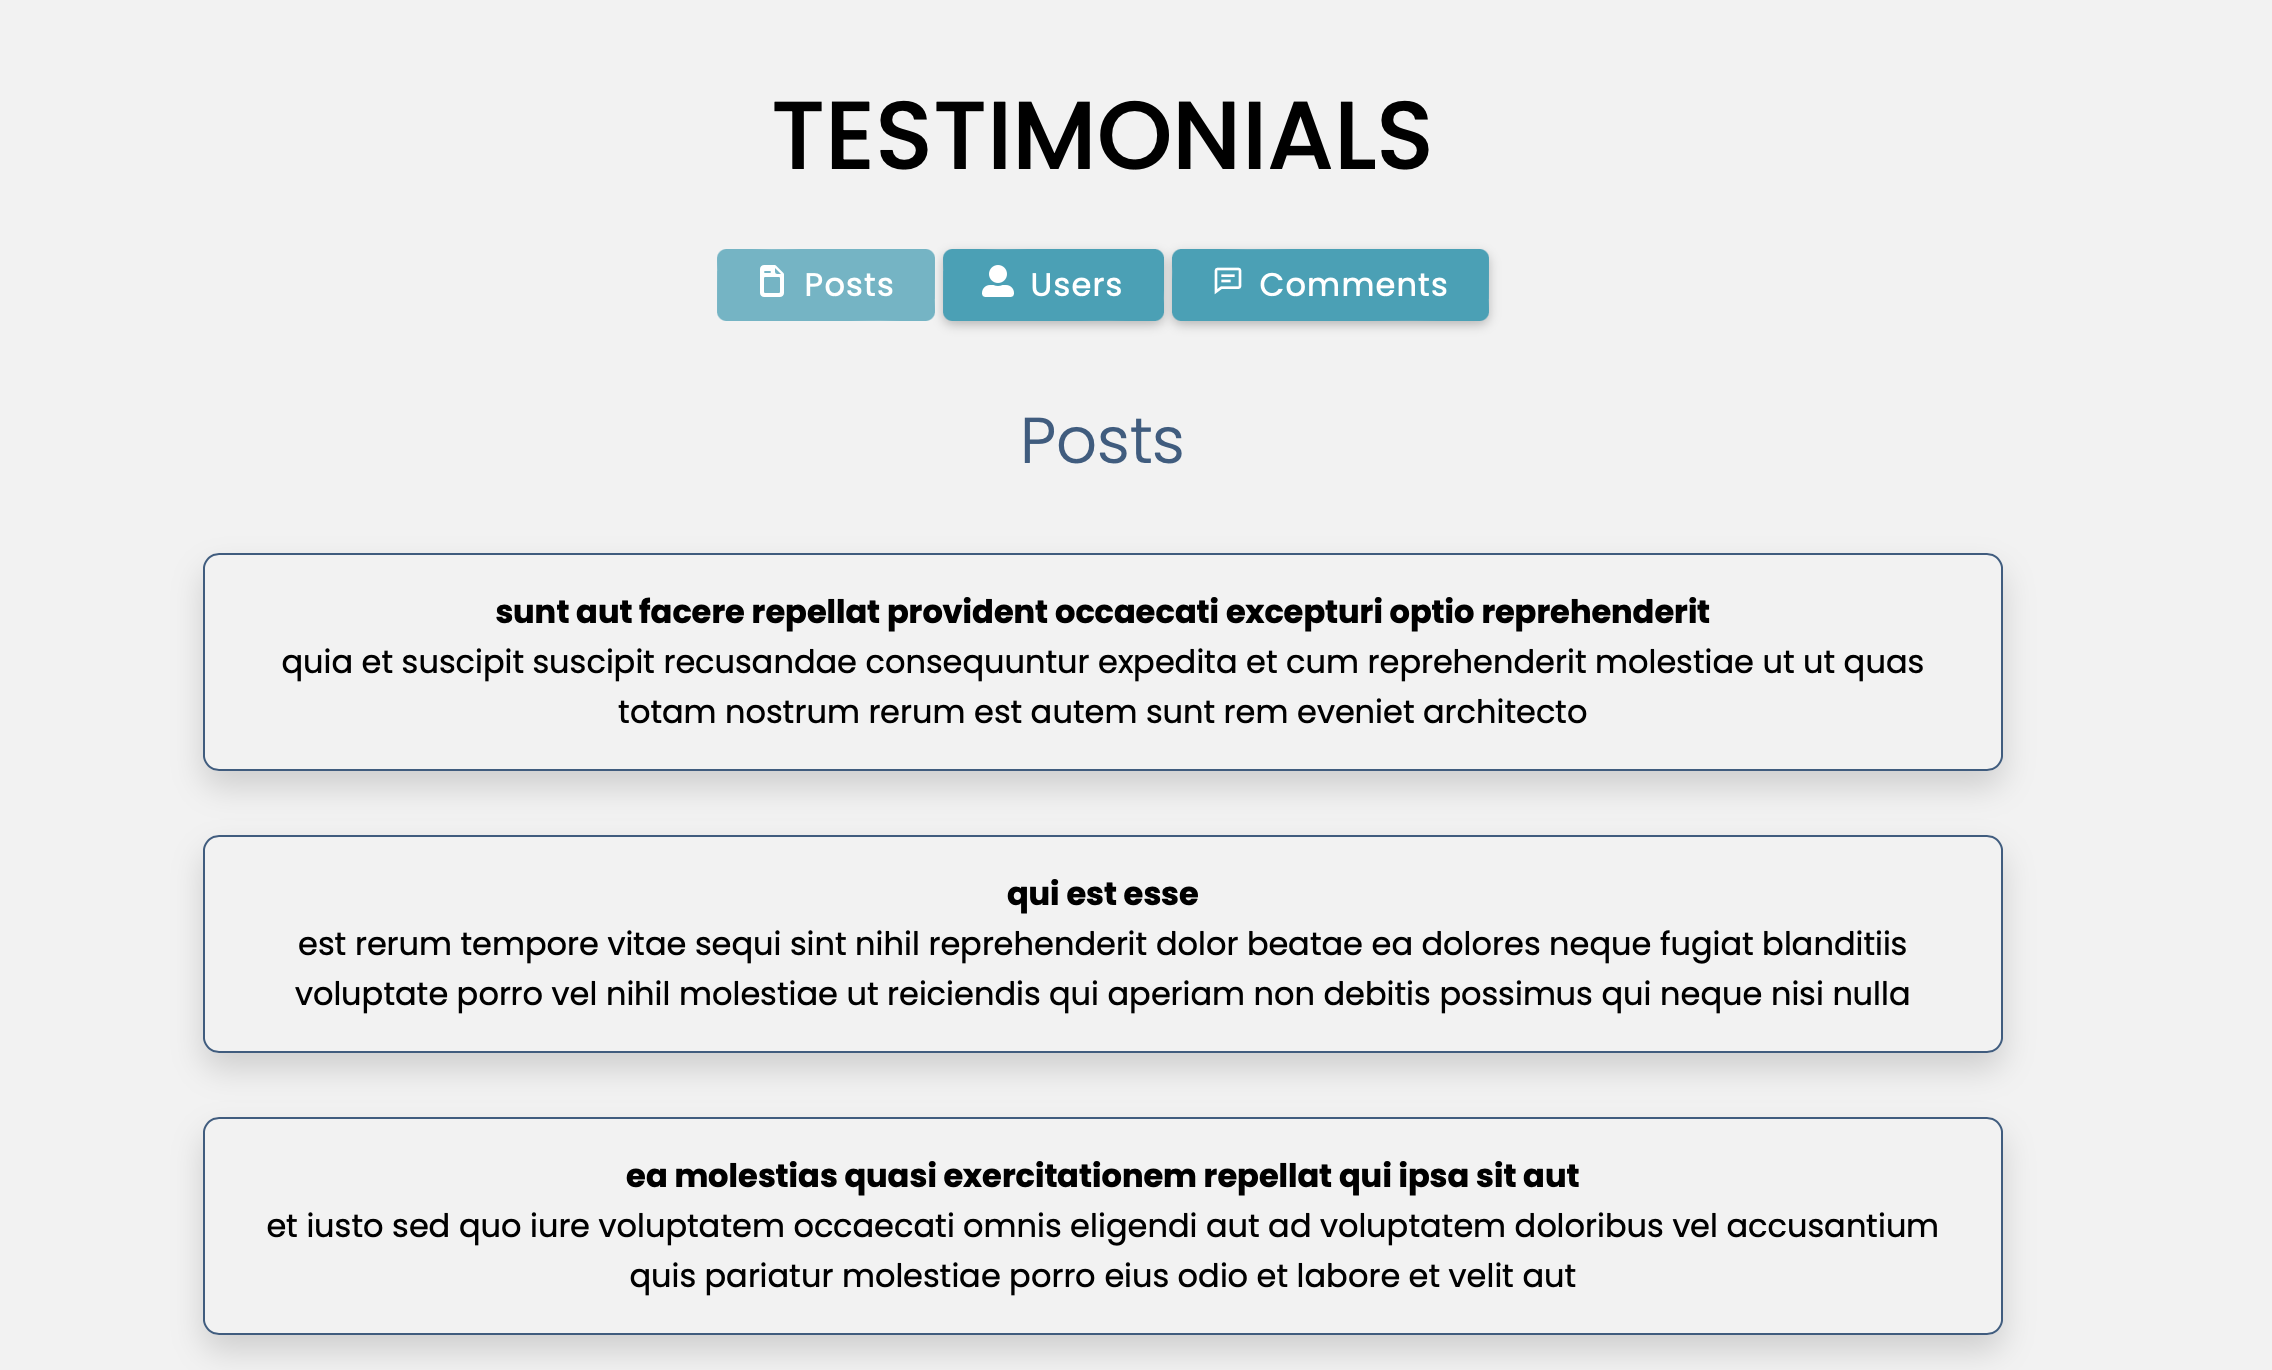 TESTIMONIALS
Posts
Users
Comments
Posts
sunt aut facere repellat provident occaecati excepturi optio reprehenderit
quia et suscipit suscipit recusandae consequuntur expedita et cum reprehenderit molestiae ut ut quas
totam nostrum rerum est autem sunt rem eveniet architecto
qui est esse
est rerum tempore vitae sequi sint nihil reprehenderit dolor beatae ea dolores neque fugiat blanditiis
voluptate porro vel nihil molestiae ut reiciendis qui aperiam non debitis possimus qui neque nisi nulla
ea molestias quasi exercitationem repellat qui ipsa sit aut
et iusto sed quo iure voluptatem occaecati omnis eligendi aut ad voluptatem doloribus vel accusantium
quis pariatur molestiae porro eius odio et labore et velit aut